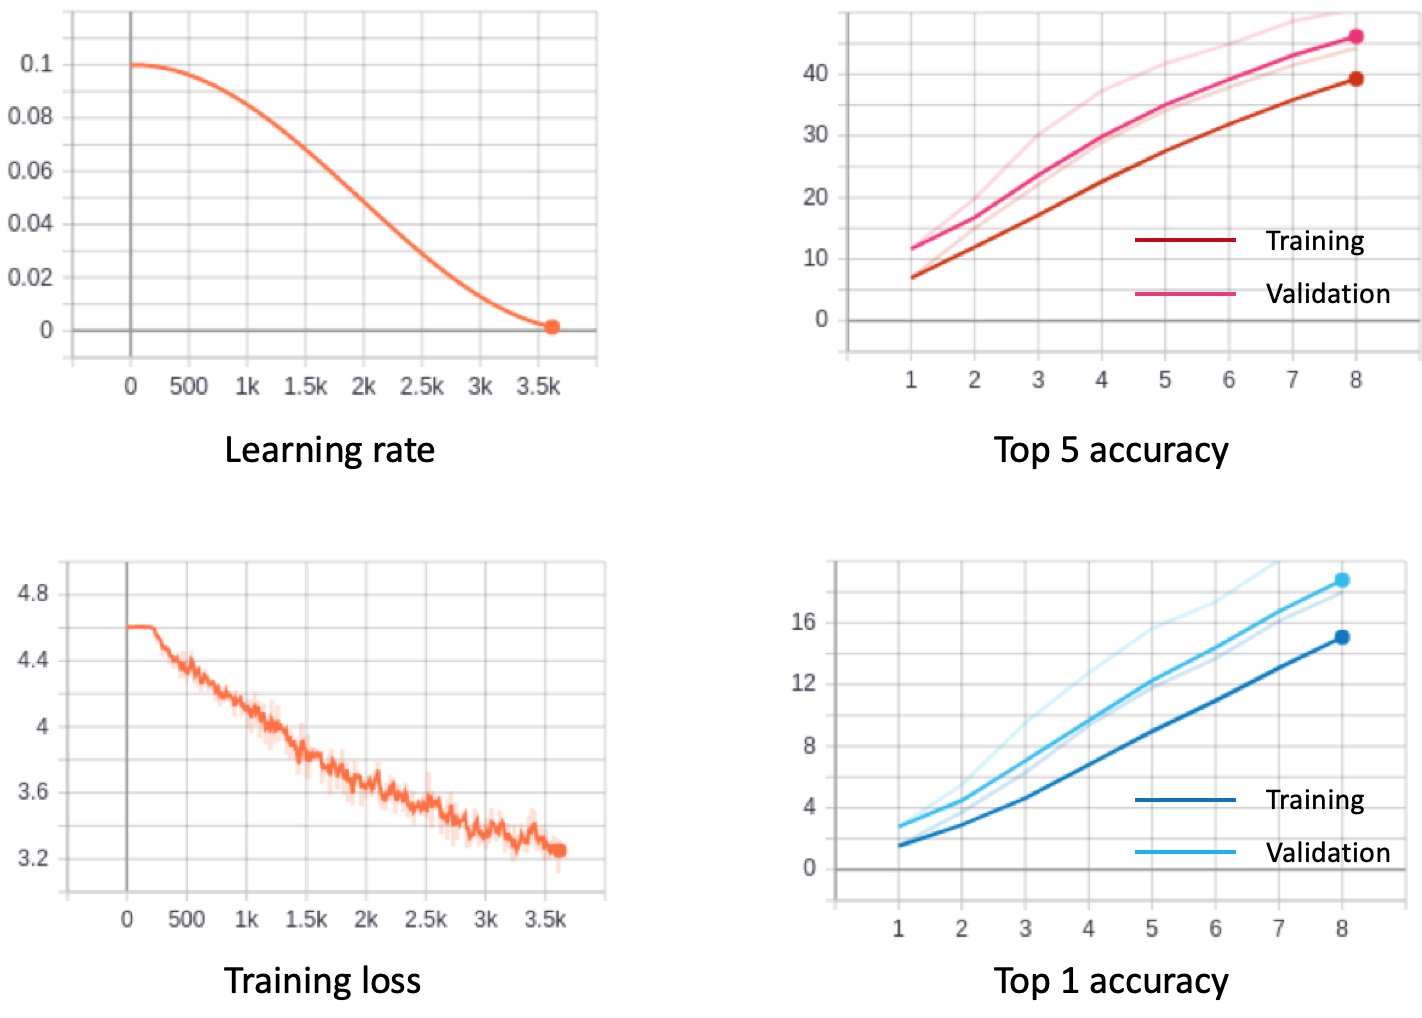 0.1
0.08
0.06
0.04
0.02
0
0 500 1k 1.5k 2k 2.5k 3k 3.5k
Learning rate
40
30
20
10
0
Training
Validation
1 2 3 4 5 6 7 8
Top 5 accuracy
4.8
4.4
4
3.6
3.2
0 500 1k 1.5k 2k 2.5k 3k 3.5k
Training loss
16
12
8
4
0
Training
Validation
1 2 3 4 5 6 7 8
Top 1 accuracy